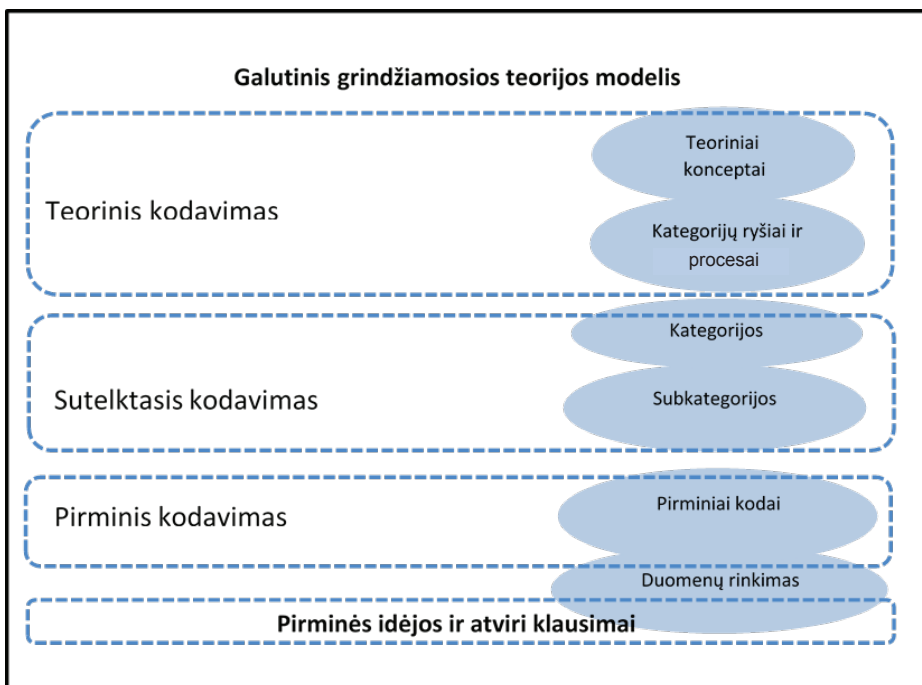 Galutinis grindžiamosios teorijos modelis
Teoriniai
konceptai
Teorinis kodavimas
Kategorijų ryšiai ir
procesai
Kategorijos
Sutelktasis kodavimas
Subkategorijos
Pirminis kodavimas
Pirminiai kodai
Duomenų rinkimas
Pirminės idėjos ir atviri klausimai